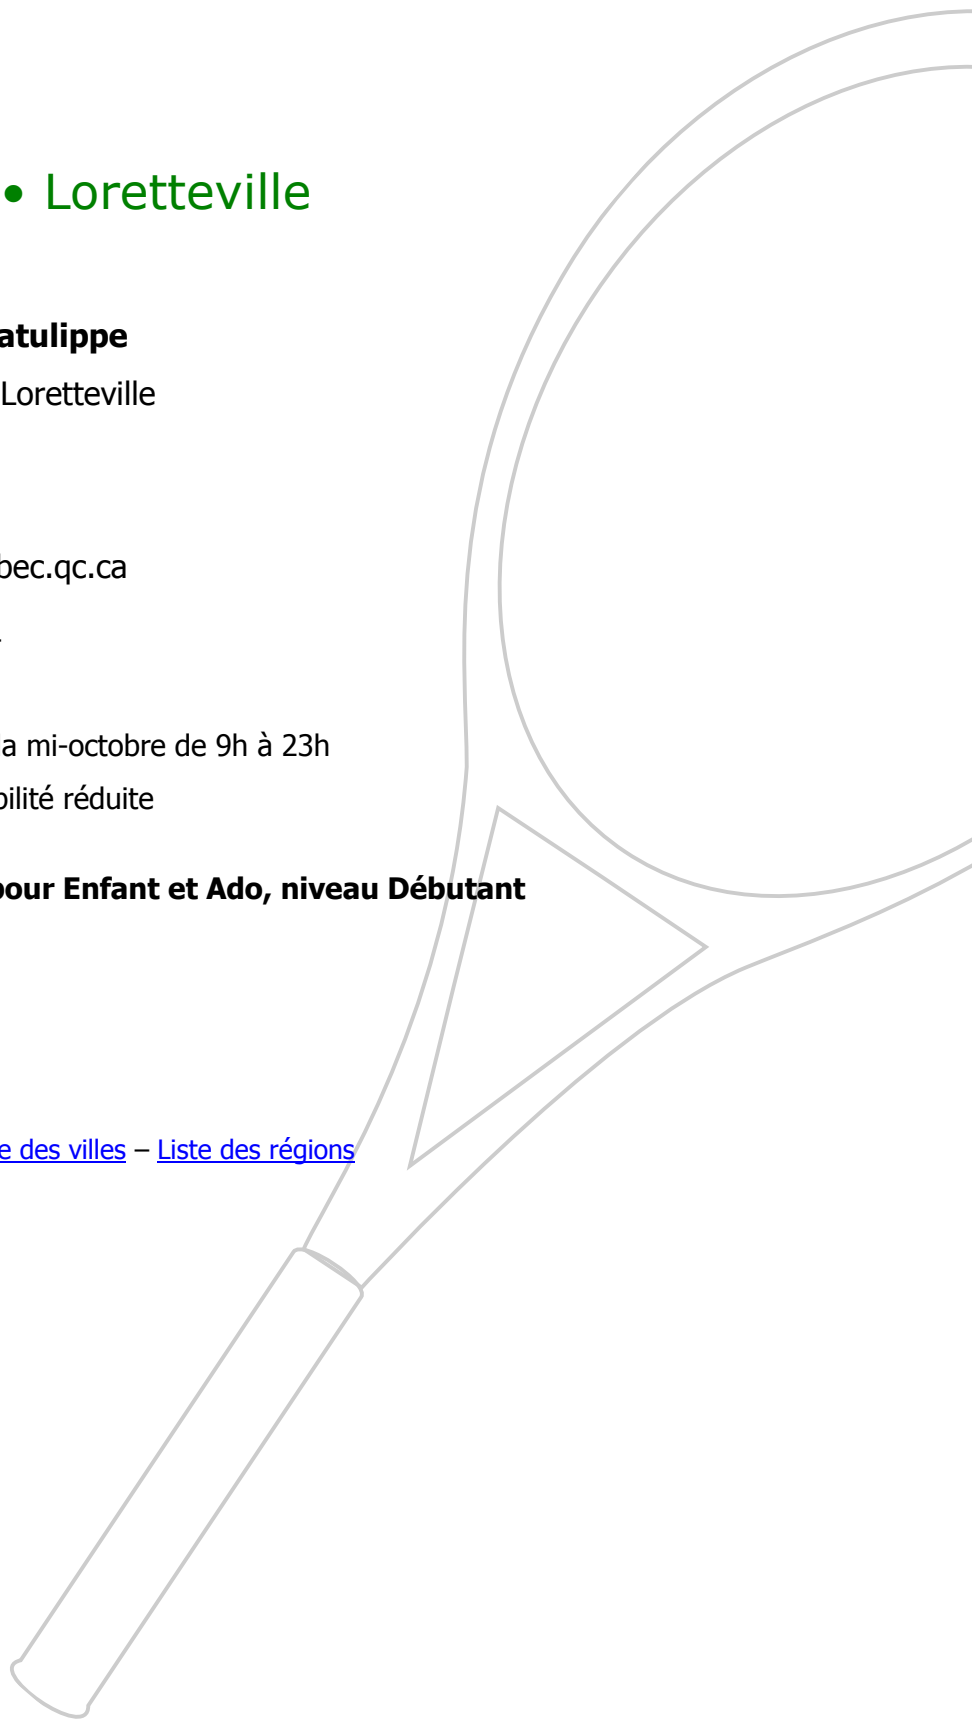 • Loretteville
atulippe
Loretteville
bec.qc.ca
la mi-octobre de 9h à 23h
bilité réduite
pour Enfant et Ado, niveau Débutant
e des villes – Liste des régions